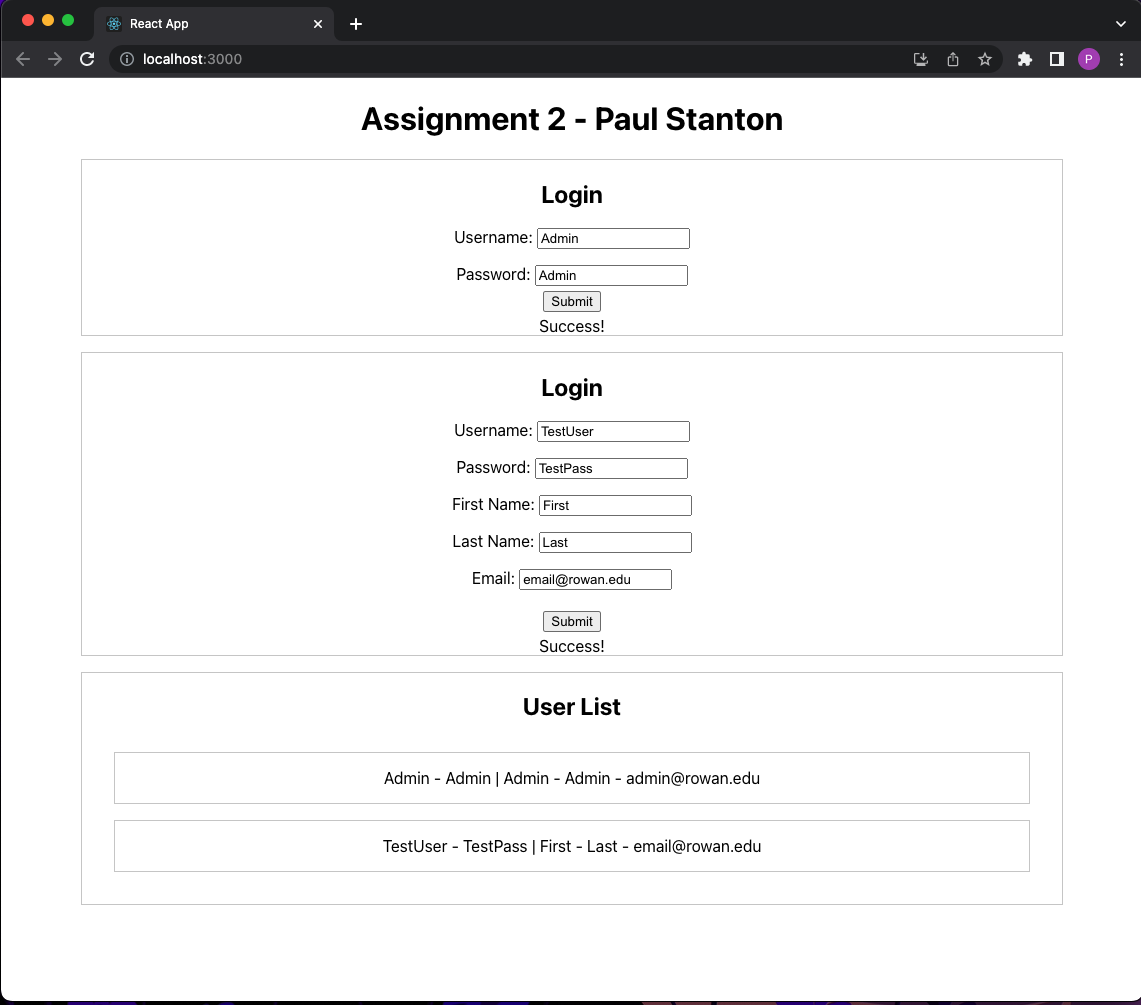 React App
localhost:3000
P
Assignment 2 - Paul Stanton
Login
Username: Admin
Password: Admin
Submit
Success!
Login
Username: TestUser
Password: TestPass
First Name: First
Last Name: Last
Email: email@rowan.edu
Submit
Success!
User List
Admin - Admin | Admin - Admin - admin@rowan.edu
TestUser - TestPass | First - Last - email@rowan.edu